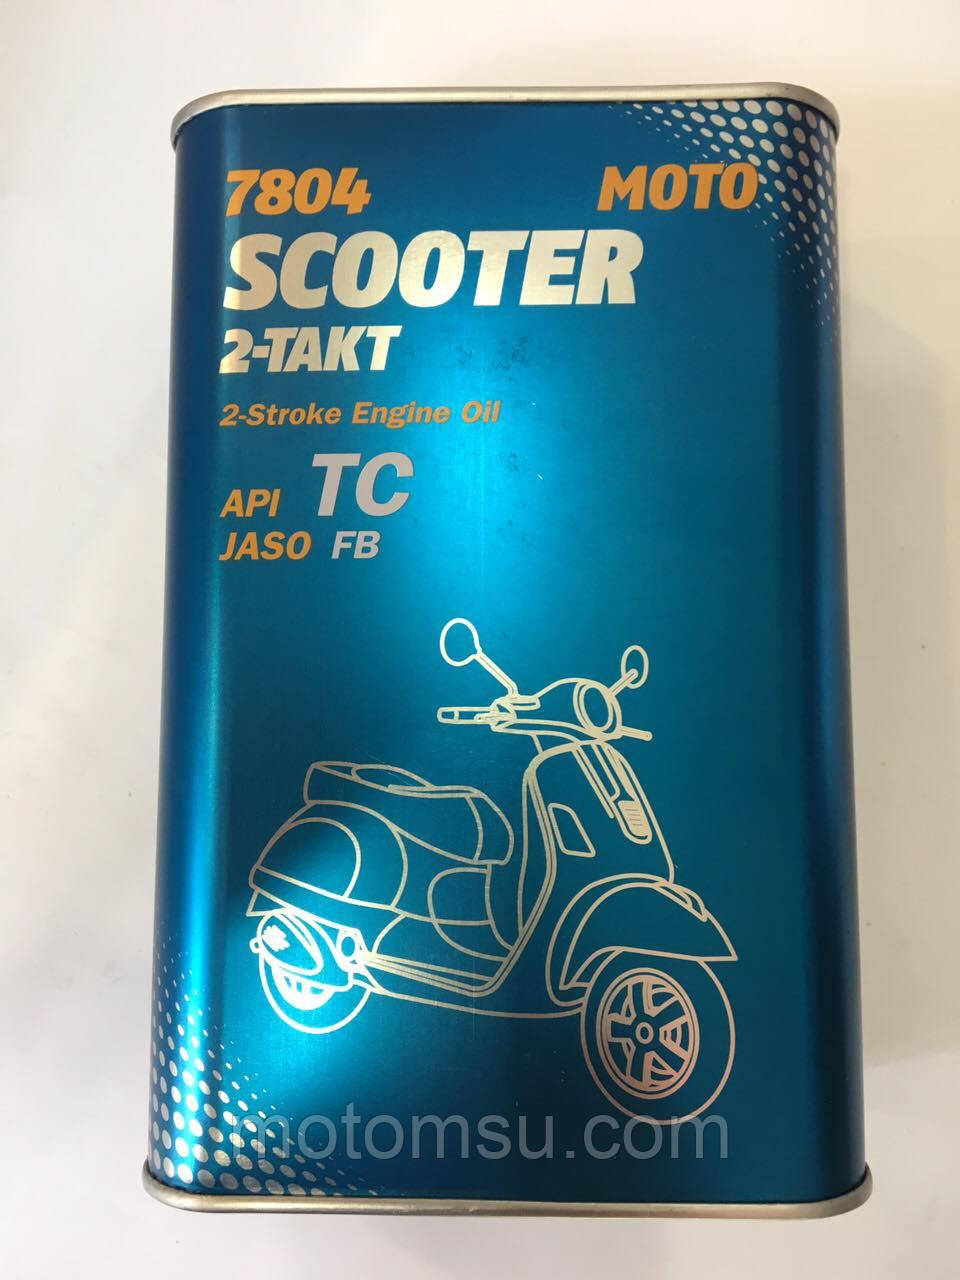 7804 MOTO
SCOOTER
2-TAKT
2-Stroke Engine Oil
API TC
JASO FB
motomsu.com